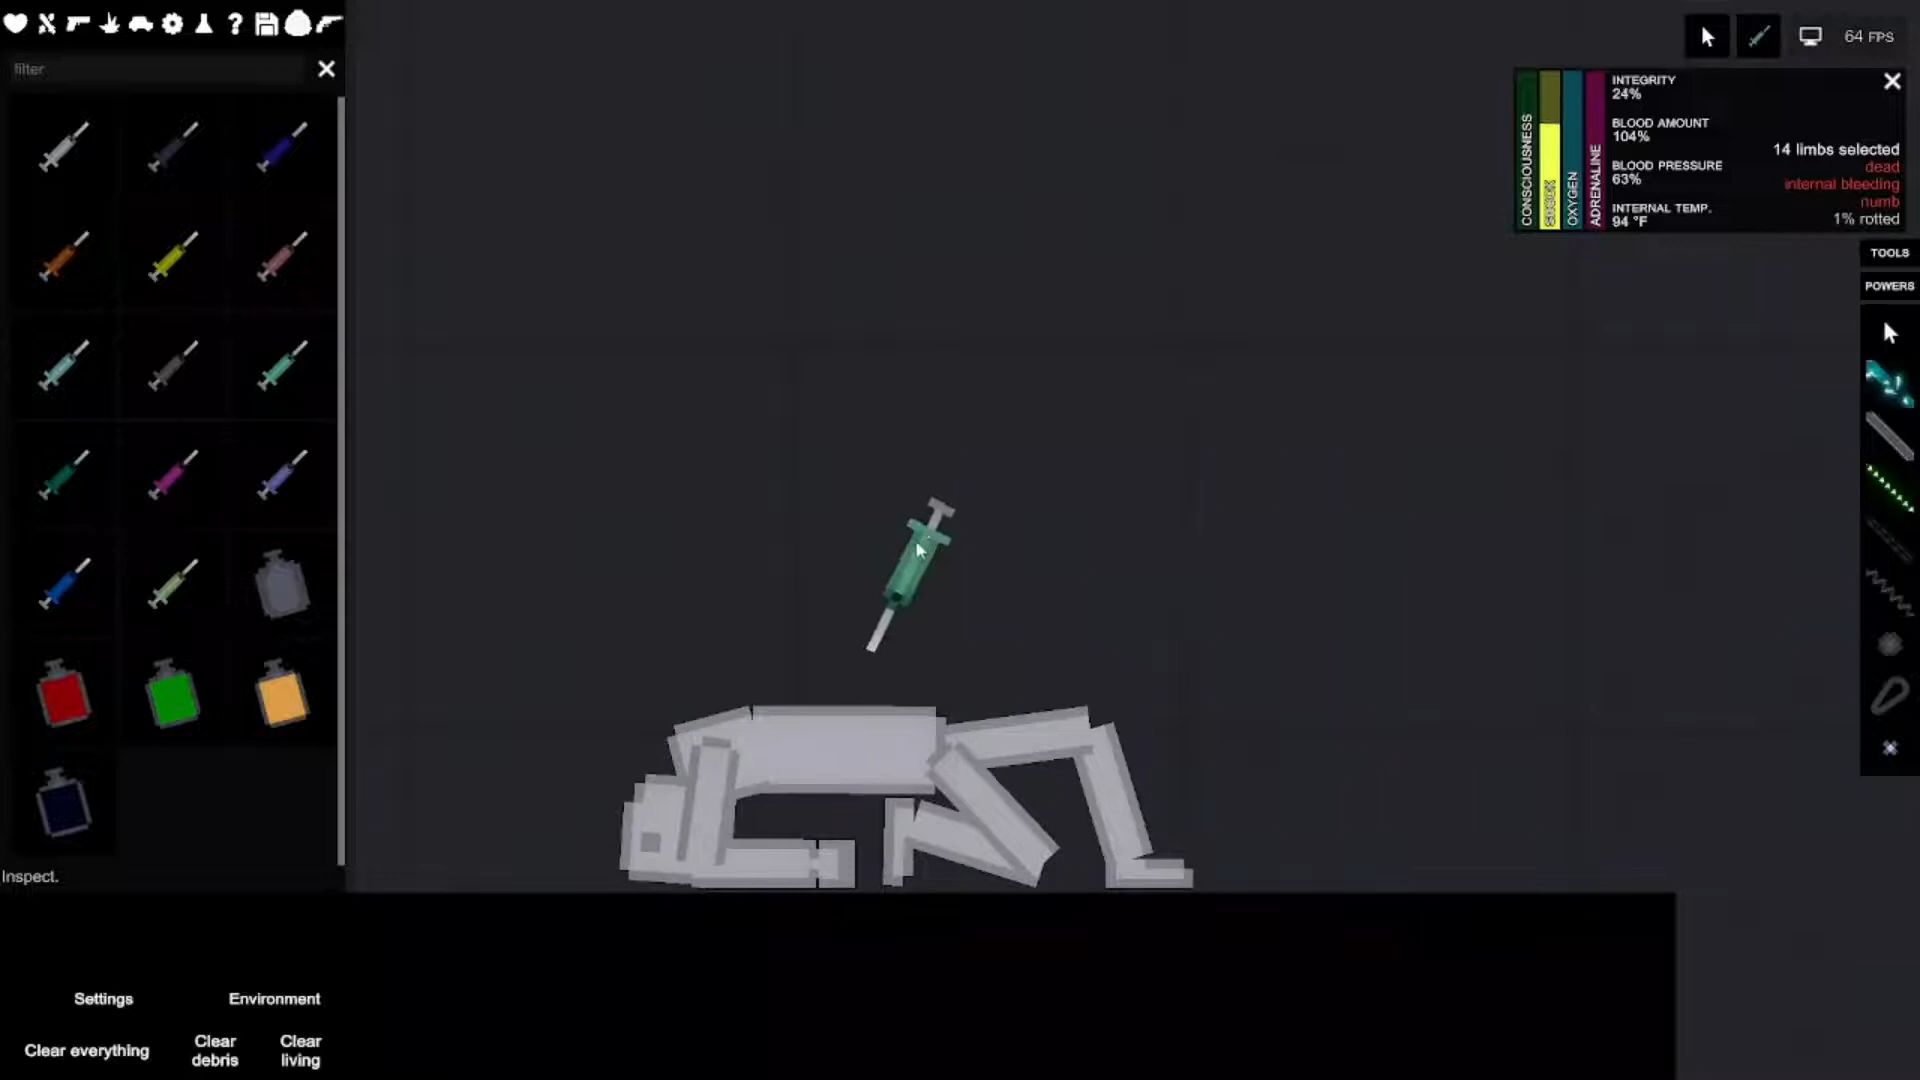 64 FPS
filter
INTEGRITY
24%
BLOOD AMOUNT
104%
BLOOD PRESSURE
63%
INTERNAL TEMP.
94 °F
CONSCIOUSNESS
SHOCK
OXYGEN
ADRENALINE
14 limbs selected
dead
internal bleeding
numb
1% rotted
TOOLS
POWERS
Inspect.
Settings
Environment
Clear everything
Clear debris
Clear living